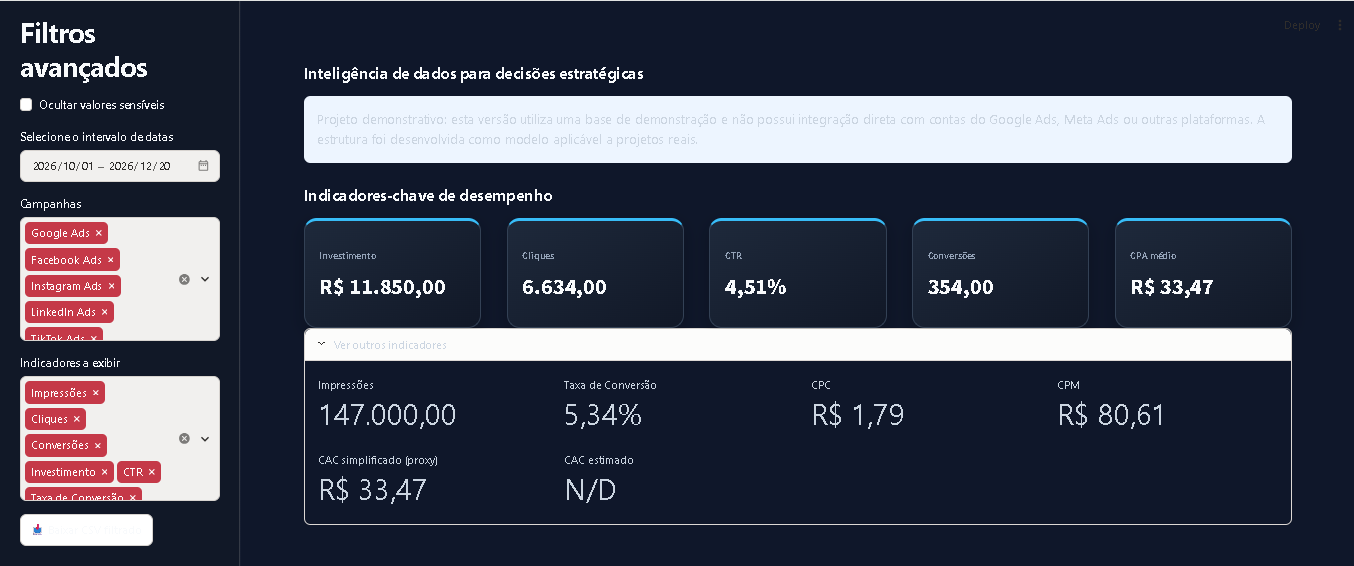 Filtros
avançados
Ocultar valores sensíveis
Selecione o intervalo de datas
2026/10/01 – 2026/12/20
Campanhas
Google Ads ×
Facebook Ads ×
Instagram Ads ×
LinkedIn Ads ×
TikTok Ads ×
Indicadores a exibir
Impressões ×
Cliques ×
Conversões ×
Investimento × CTR ×
Taxa de Conversão ×
Deploy
Inteligência de dados para decisões estratégicas
Projeto demonstrativo: esta versão utiliza uma base de demonstração e não possui integração direta com contas do Google Ads, Meta Ads ou outras plataformas. A
estrutura foi desenvolvida como modelo aplicável a projetos reais.
Indicadores-chave de desempenho
Investimento
R$ 11.850,00
Cliques
6.634,00
CTR
4,51%
Conversões
354,00
CPA médio
R$ 33,47
Ver outros indicadores
Impressões
147.000,00
Taxa de Conversão
5,34%
CPC
R$ 1,79
CPM
R$ 80,61
CAC simplificado (proxy)
R$ 33,47
CAC estimado
N/D